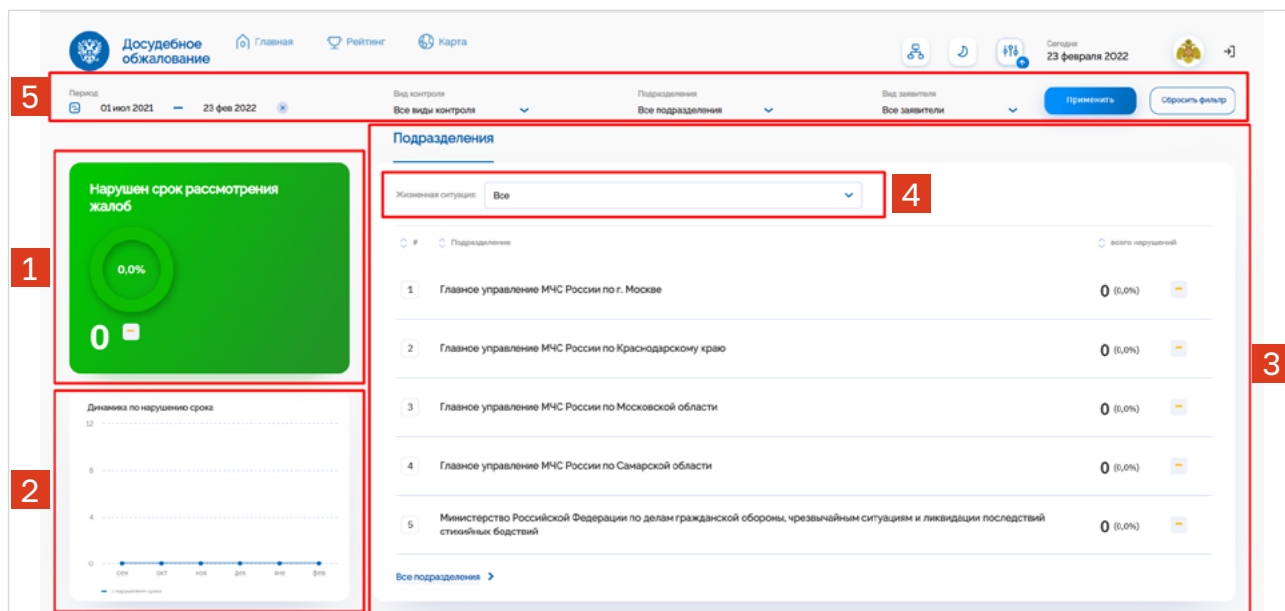 Досудебное
обжалование
Главная
Рейтинг
Карта
Сегодня
23 февраля 2022
5
Период
01 июл 2021 — 23 фев 2022
Вид контроля
Все виды контроля
Подразделения
Все подразделения
Вид заявителя
Все заявители
Применить
Сбросить фильтр
1
Нарушен срок рассмотрения
жалоб
0,0%
0
2
Динамика по нарушению срока
12
8
4
0
сен окт ноя дек янв фев
с нарушением срока
3
Подразделения
4
Жизненная ситуация: Все
# Подразделение всего нарушений
1 Главное управление МЧС России по г. Москве 0 (0,0%)
2 Главное управление МЧС России по Краснодарскому краю 0 (0,0%)
3 Главное управление МЧС России по Московской области 0 (0,0%)
4 Главное управление МЧС России по Самарской области 0 (0,0%)
5 Министерство Российской Федерации по делам гражданской обороны, чрезвычайным ситуациям и ликвидации последствий
стихийных бедствий 0 (0,0%)
Все подразделения